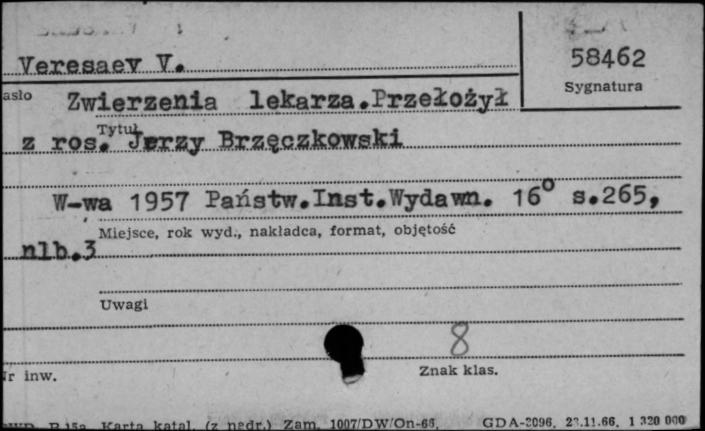 Veresaev V.
58462
Sygnatura
asło Zwierzenia lekarza.Przełożył
z ros. Jerzy Brzęczkowski
Tytuł
W-wa 1957 Państw.Inst.Wydawn. 16° s.265,
Miejsce, rok wyd., nakładca, format, objętość
nlb.3
Uwagi
8
Nr inw.
Znak klas.
Karta katal. (z nadr.) Zam. 1007/DW/On-66. GDA-2096. 23.11.66. 1 320 000